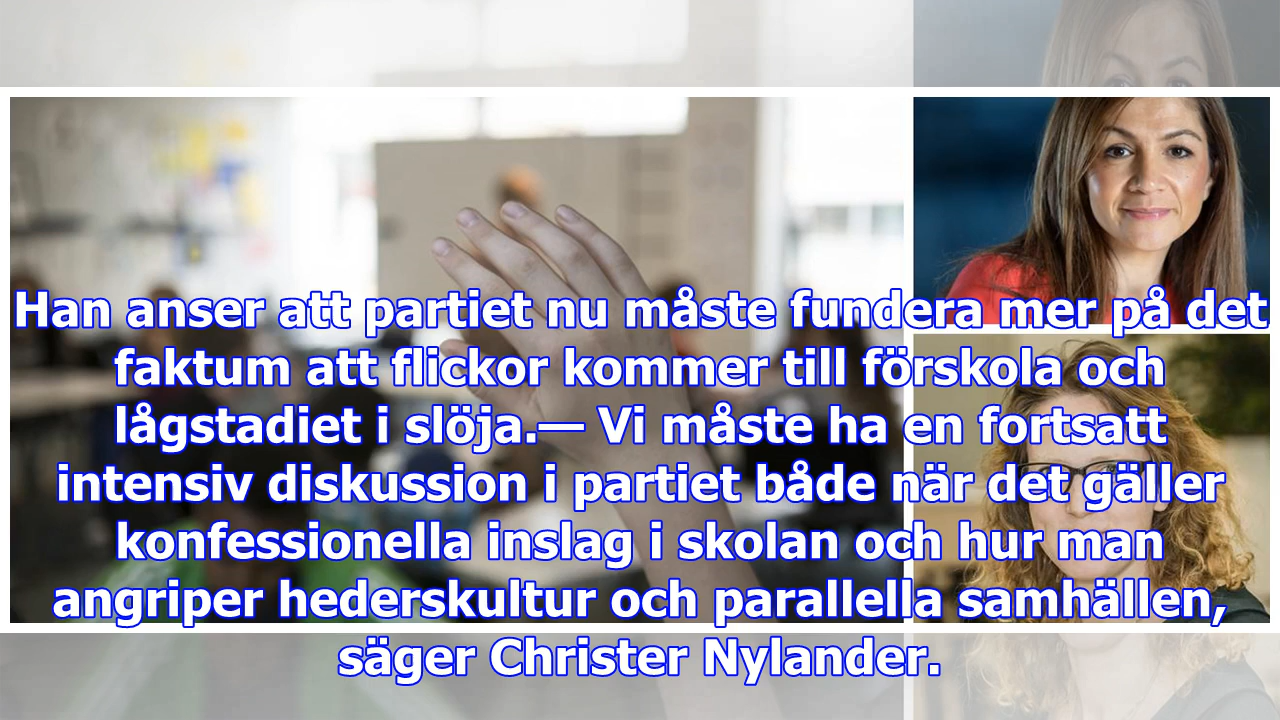 Han anser att partiet nu måste fundera mer på det
faktum att flickor kommer till förskola och
lågstadiet i slöja.— Vi måste ha en fortsatt
intensiv diskussion i partiet både när det gäller
konfessionella inslag i skolan och hur man
angriper hederskultur och parallella samhällen,
säger Christer Nylander.